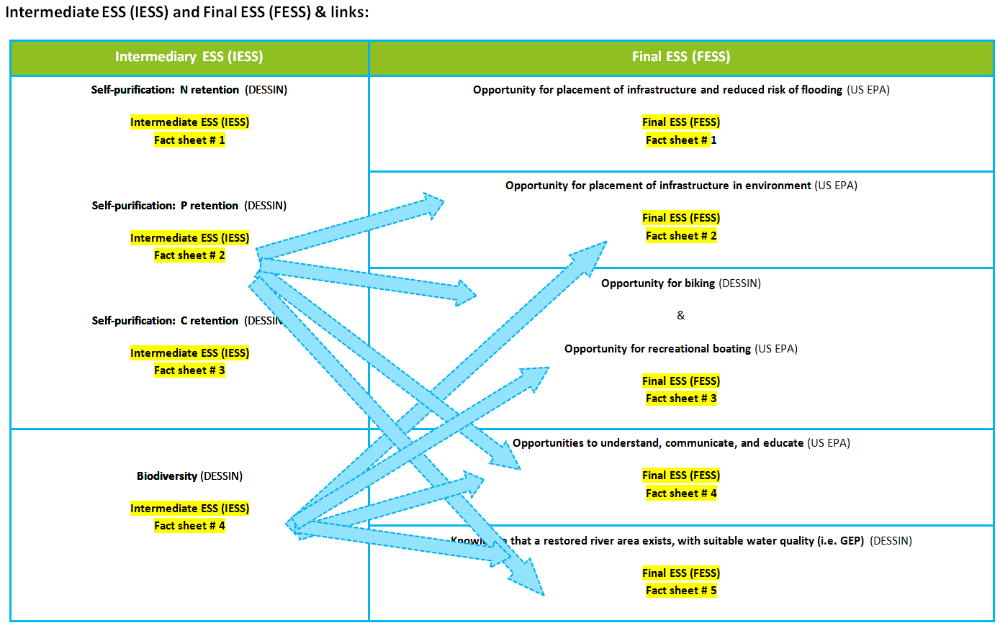 Intermediate ESS (IESS) and Final ESS (FESS) & links:
Intermediary ESS (IESS)
Final ESS (FESS)
Self-purification: N retention (DESSIN)
Intermediate ESS (IESS)
Fact sheet # 1
Self-purification: P retention (DESSIN)
Intermediate ESS (IESS)
Fact sheet # 2
Self-purification: C retention (DESSIN)
Intermediate ESS (IESS)
Fact sheet # 3
Biodiversity (DESSIN)
Intermediate ESS (IESS)
Fact sheet # 4
Opportunity for placement of infrastructure and reduced risk of flooding (US EPA)
Final ESS (FESS)
Fact sheet # 1
Opportunity for placement of infrastructure in environment (US EPA)
Final ESS (FESS)
Fact sheet # 2
Opportunity for biking (DESSIN)
&
Opportunity for recreational boating (US EPA)
Final ESS (FESS)
Fact sheet # 3
Opportunities to understand, communicate, and educate (US EPA)
Final ESS (FESS)
Fact sheet # 4
Knowledge that a restored river area exists, with suitable water quality (i.e. GEP) (DESSIN)
Final ESS (FESS)
Fact sheet # 5